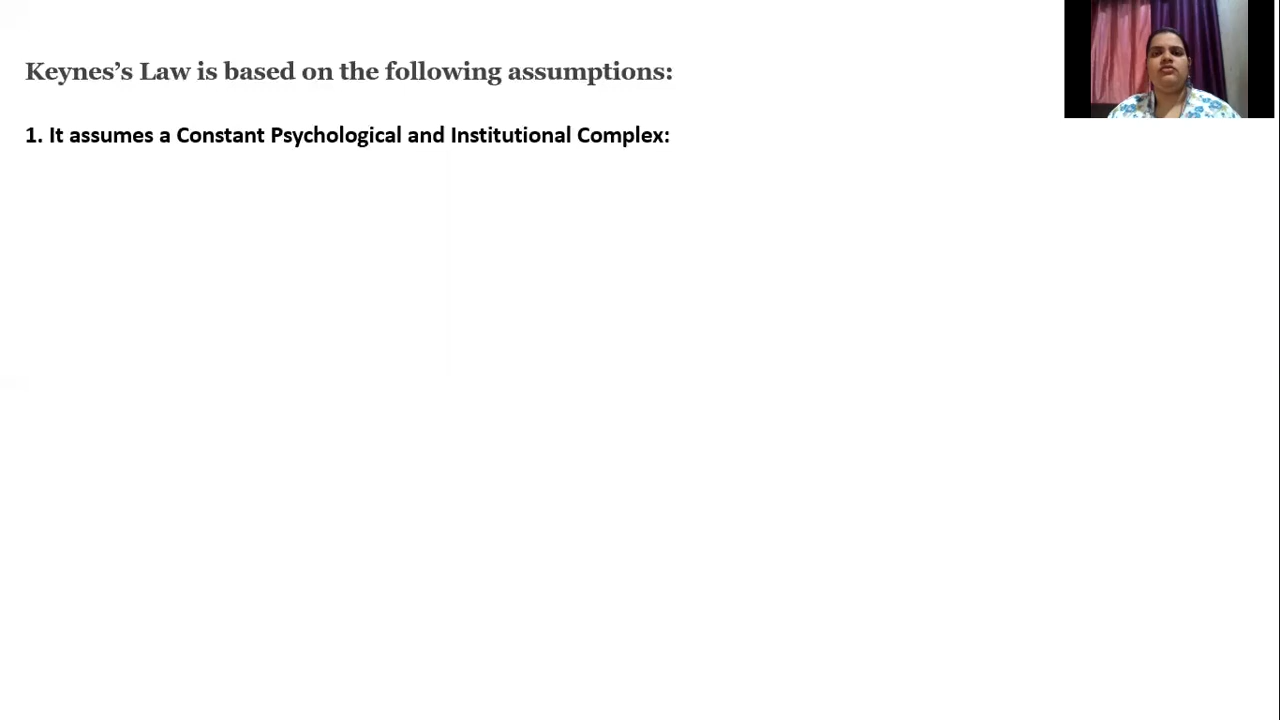 Keynes’s Law is based on the following assumptions:
1. It assumes a Constant Psychological and Institutional Complex: